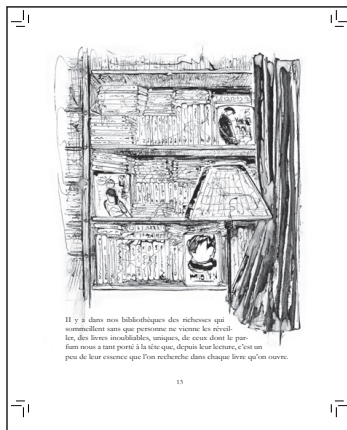 Il y a dans nos bibliothèques des richesses qui
sommeillent sans que personne ne vienne les réveil-
ler, des livres inoubliables, uniques, de ceux dont le par-
fum nous a tant porté à la tête que, depuis leur lecture, c'est un
peu de leur essence que l'on recherche dans chaque livre qu'on ouvre.
13